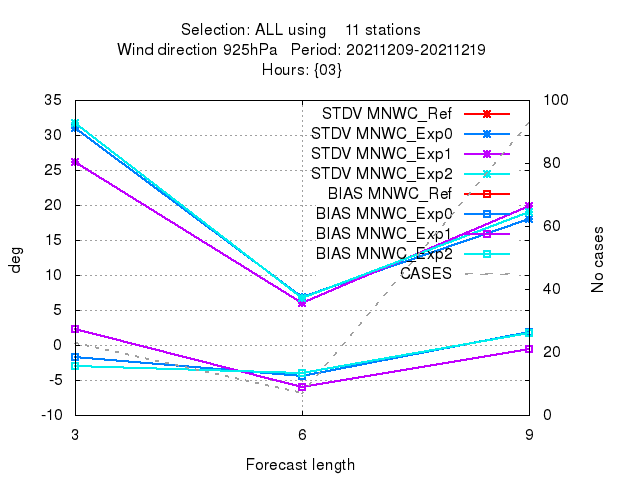 Selection: ALL using    11 stations
Wind direction 925hPa   Period: 20211209-20211219
Hours: {03}
35
30
25
20
15
10
5
0
-5
-10
deg
STDV MNWC_Ref
STDV MNWC_Exp0
STDV MNWC_Exp1
STDV MNWC_Exp2
BIAS MNWC_Ref
BIAS MNWC_Exp0
BIAS MNWC_Exp1
BIAS MNWC_Exp2
CASES
100
80
60
40
20
0
No cases
3 6 9
Forecast length